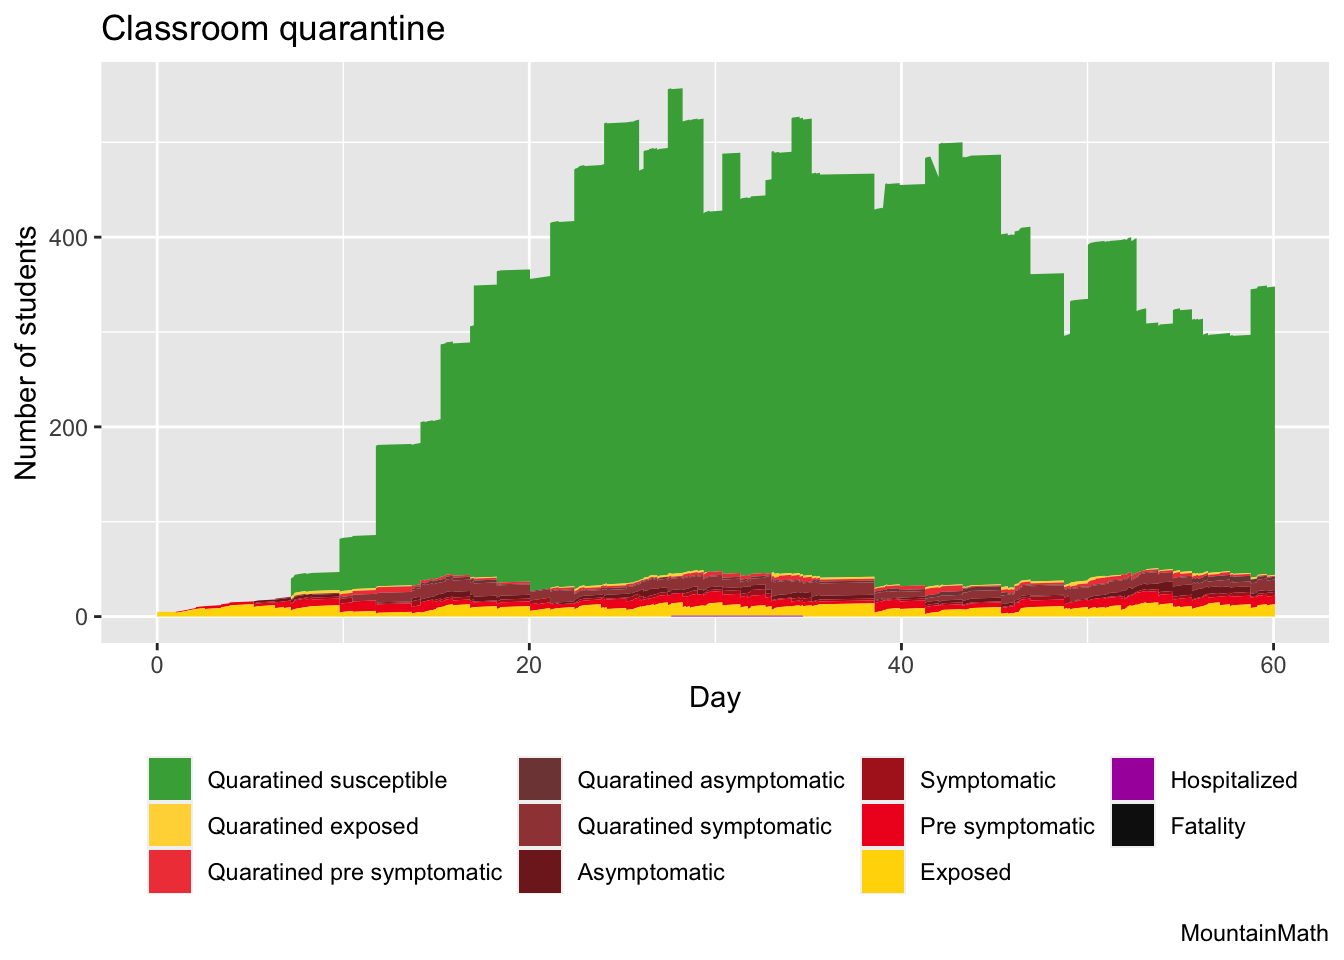 Classroom quarantine
Number of students
400
200
0
0 20 40 60
Day
Quaratined susceptible
Quaratined exposed
Quaratined pre symptomatic
Quaratined asymptomatic
Quaratined symptomatic
Asymptomatic
Symptomatic
Pre symptomatic
Exposed
Hospitalized
Fatality
MountainMath